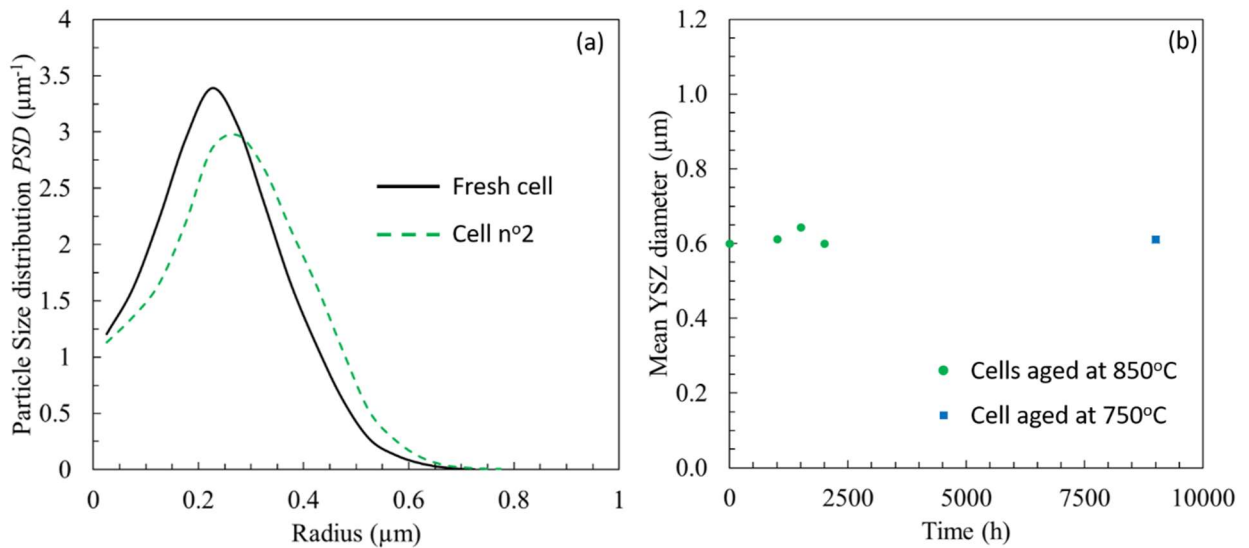 (a)
Particle Size distribution PSD (µm⁻¹)
4
3.5
3
2.5
2
1.5
1
0.5
0
Fresh cell
Cell nº2
0
0.2
0.4
0.6
0.8
1
Radius (µm)
(b)
Mean YSZ diameter (µm)
1.2
1.0
0.8
0.6
0.4
0.2
0.0
Cells aged at 850ºC
Cell aged at 750ºC
0
2500
5000
7500
10000
Time (h)